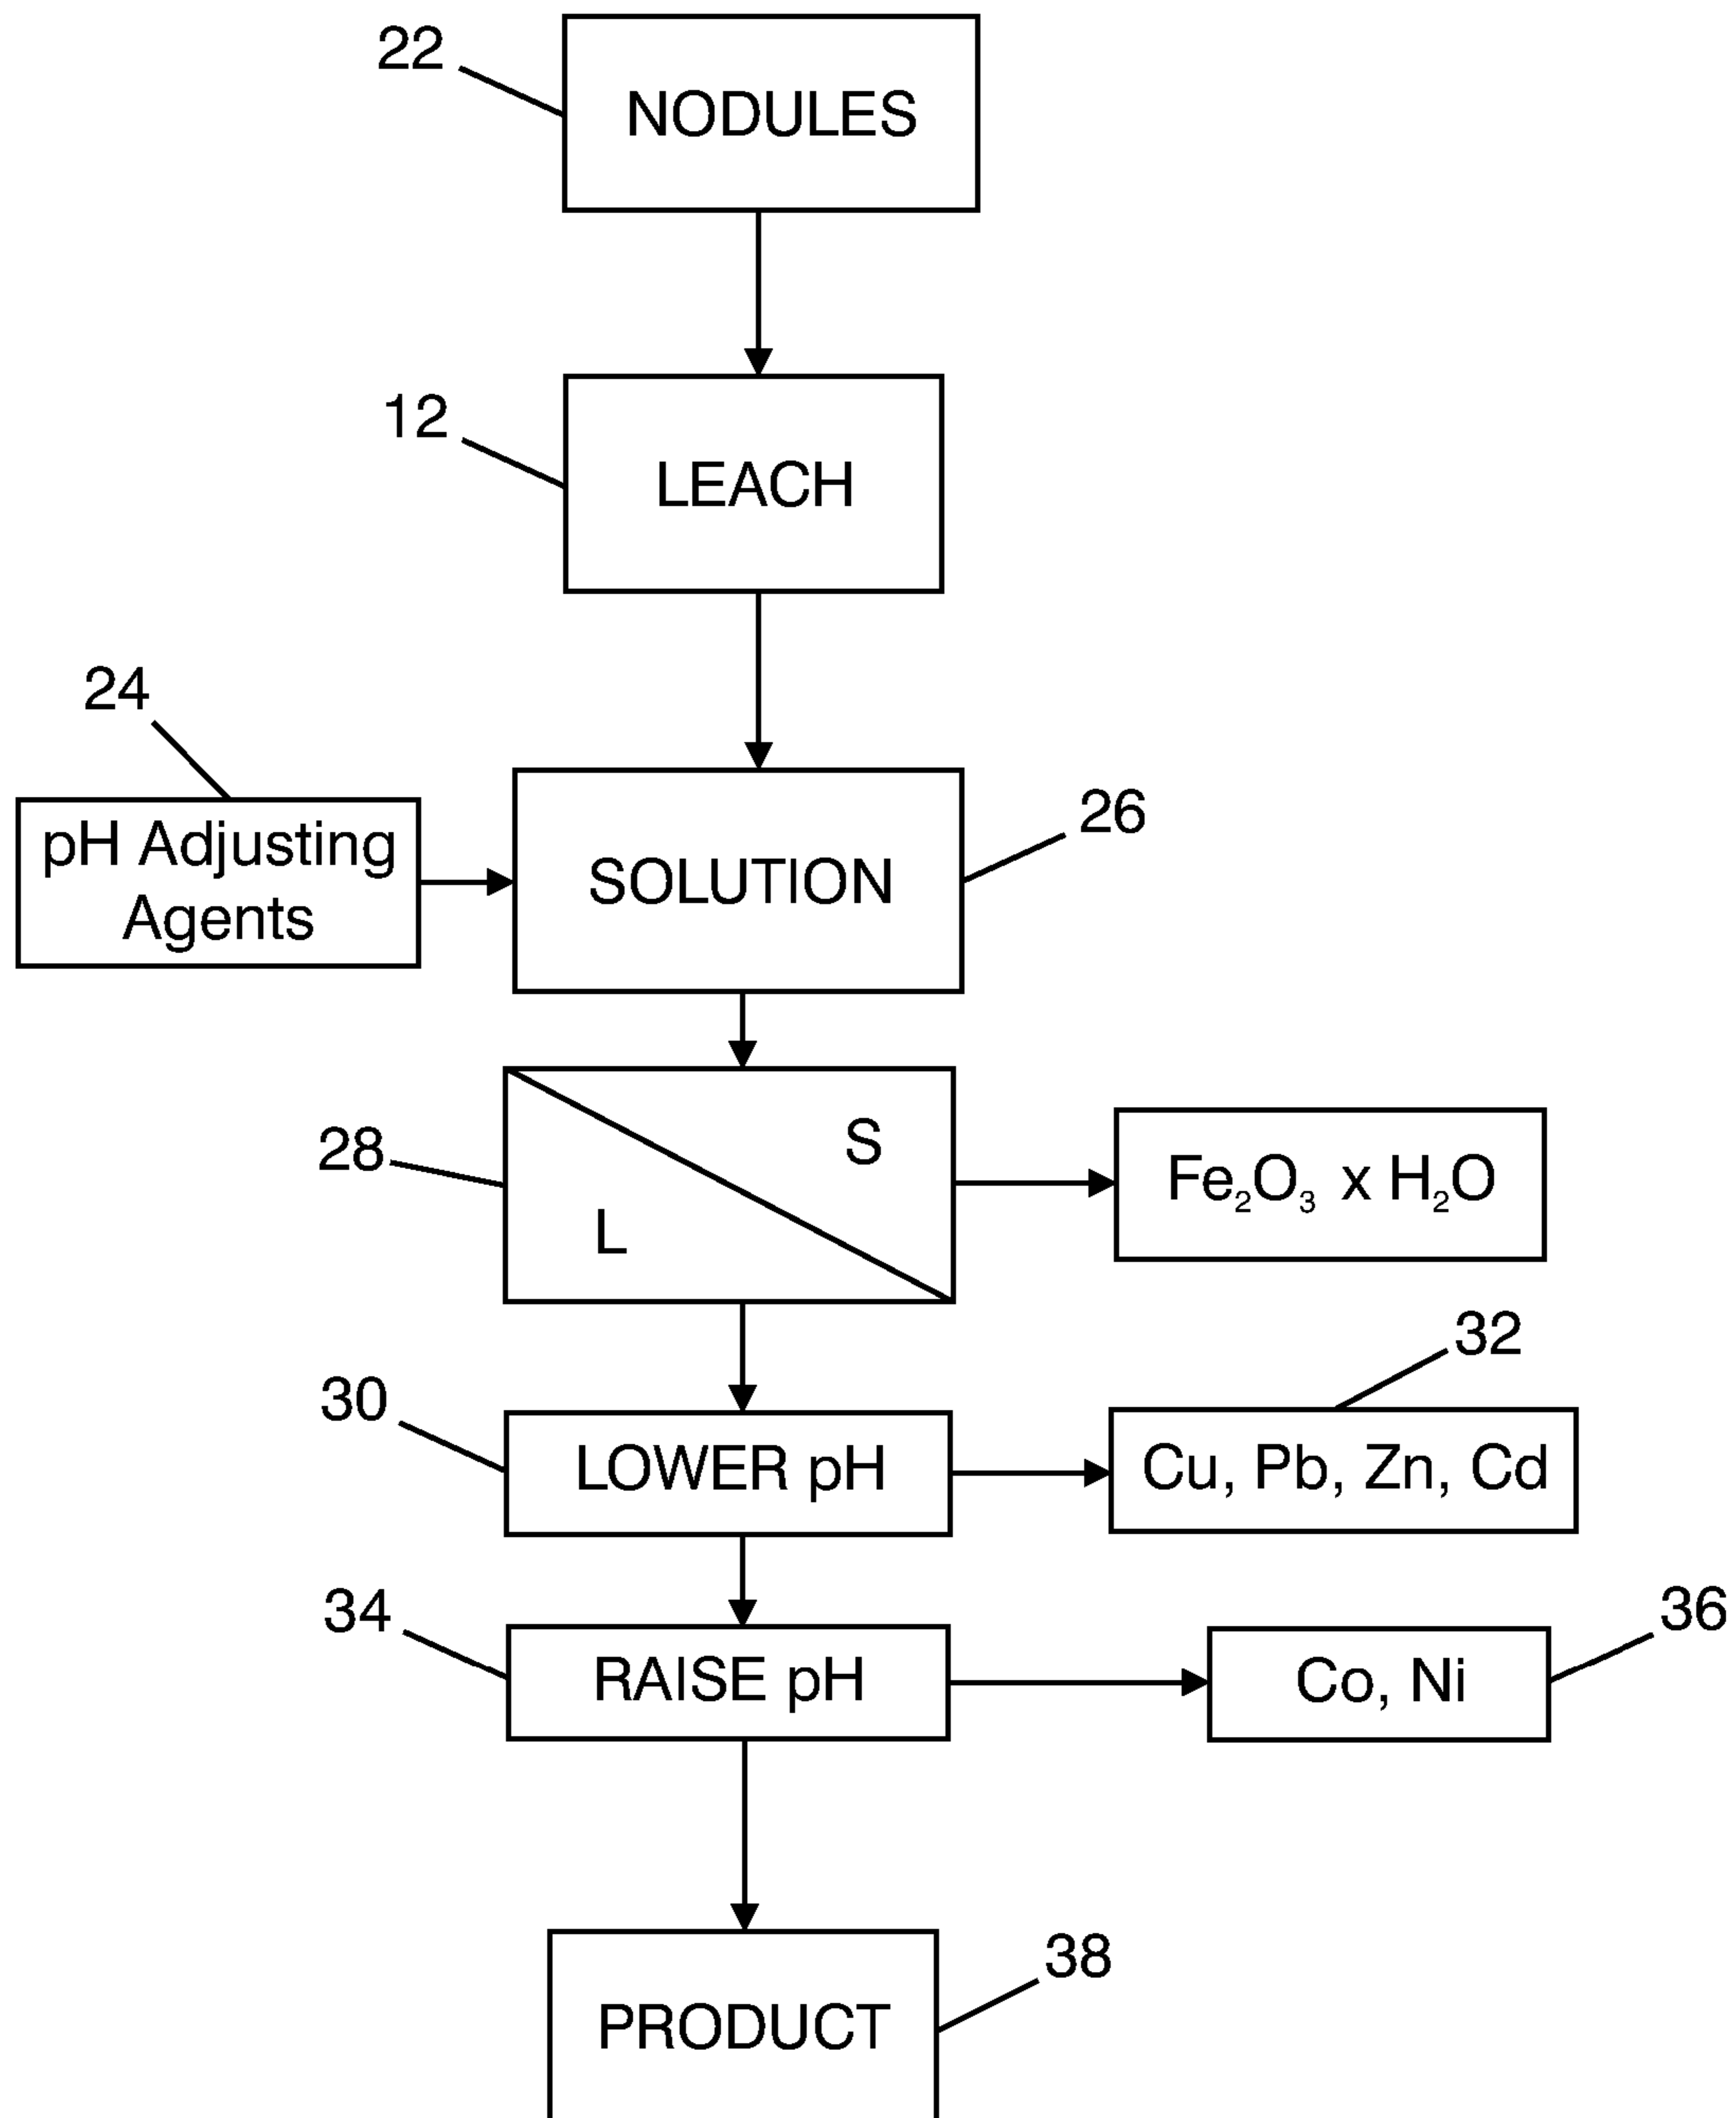 22
NODULES
12
LEACH
24
pH Adjusting
Agents
SOLUTION
26
28
S
L
Fe₂O₃ x H₂O
30
LOWER pH
32
Cu, Pb, Zn, Cd
34
RAISE pH
36
Co, Ni
38
PRODUCT